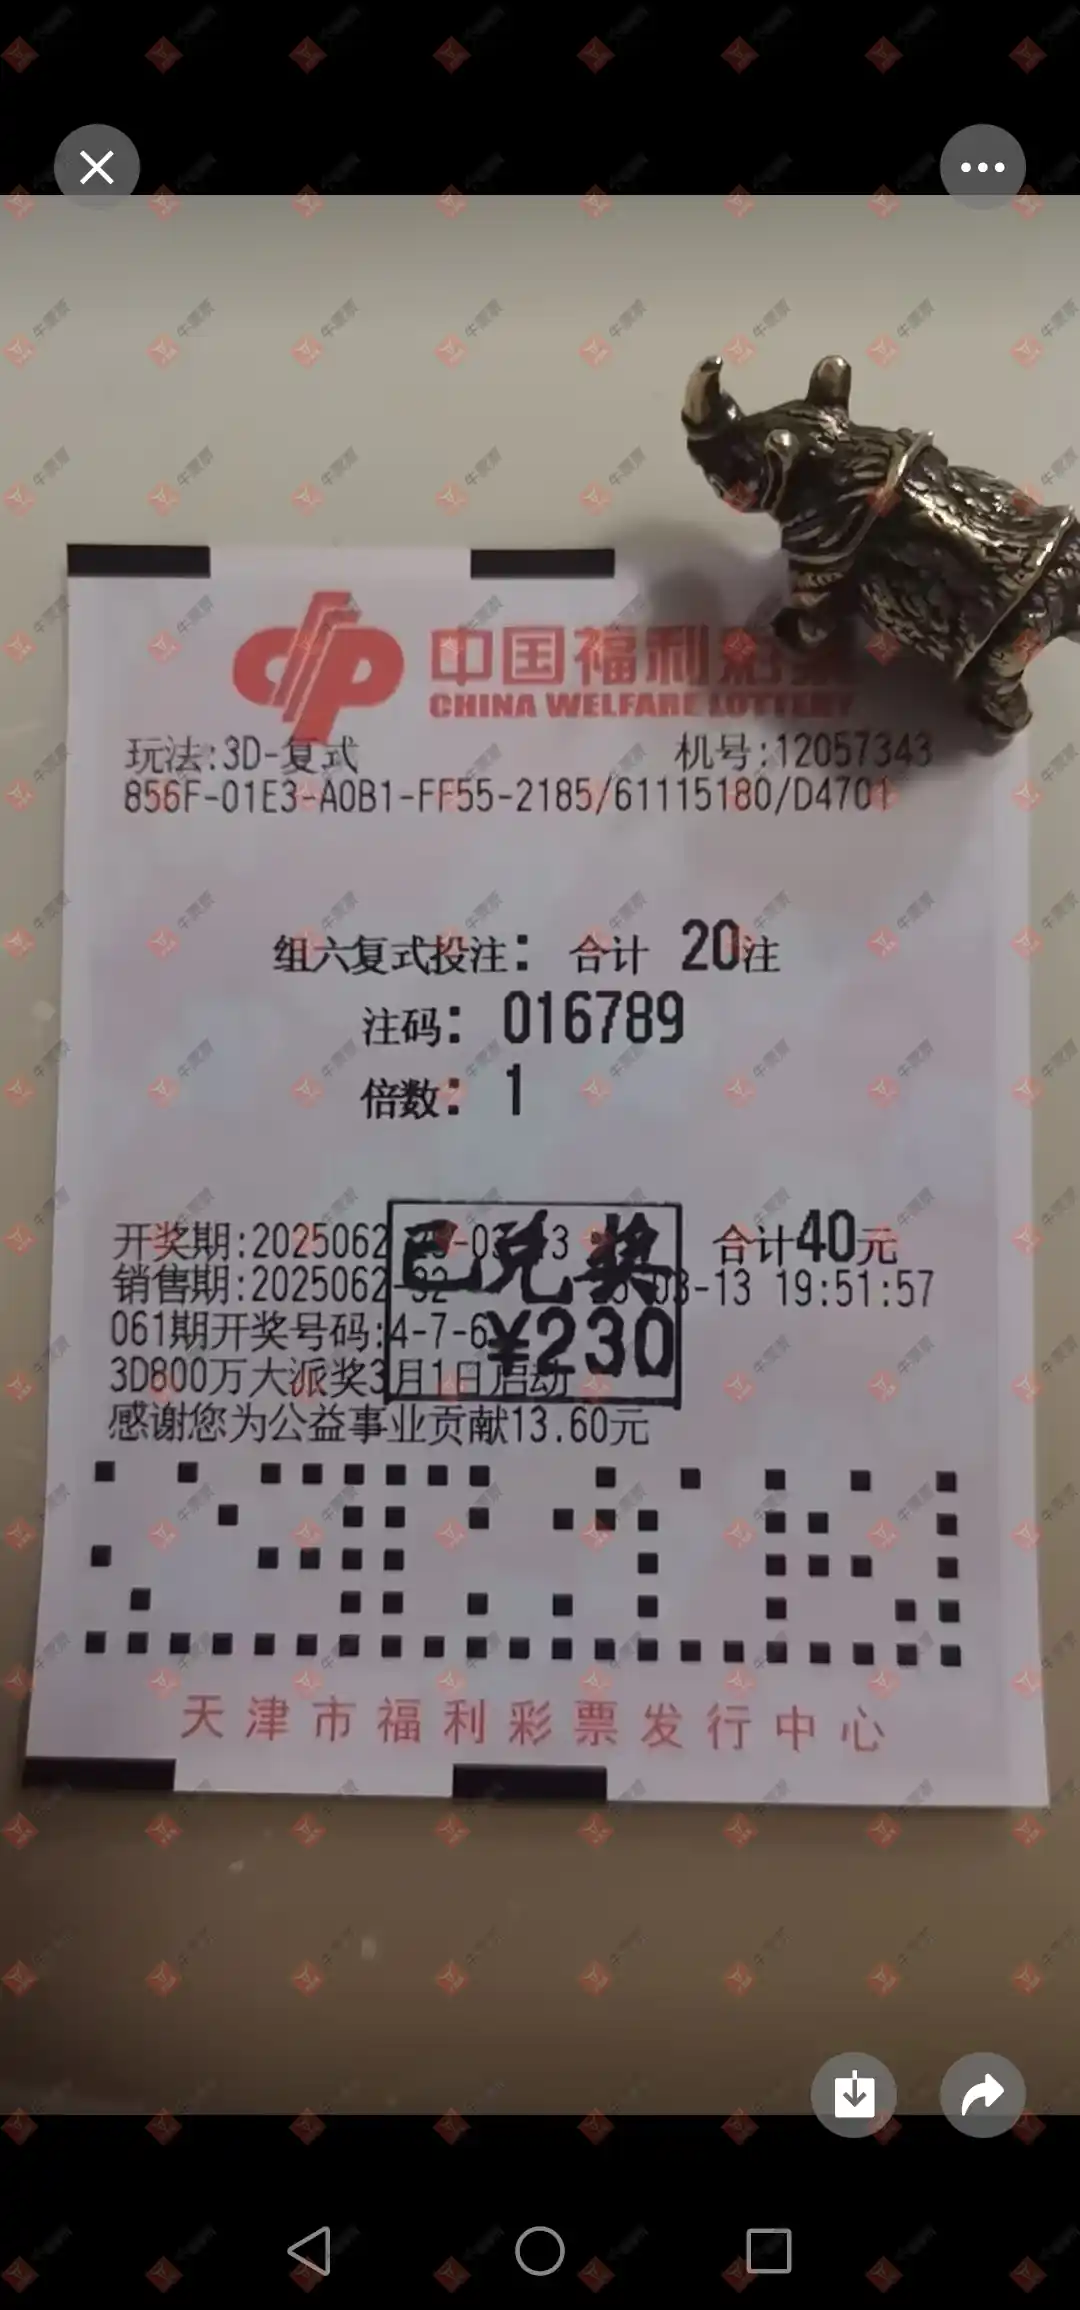 中国福利彩票
CHINA WELFARE LOTTERY
玩法:3D-复式 机号:12057343
856F-01E3-A0B1-FF55-2185/61115180/D4701
组六复式投注: 合计 20注
注码: 016789
倍数: 1
开奖期:2025062 合计40元
销售期:2025062 03-13 19:51:57
已兑奖
¥230
061期开奖号码:4-7-6
3D800万大派奖3月1日启动
感谢您为公益事业贡献13.60元
天津市福利彩票发行中心